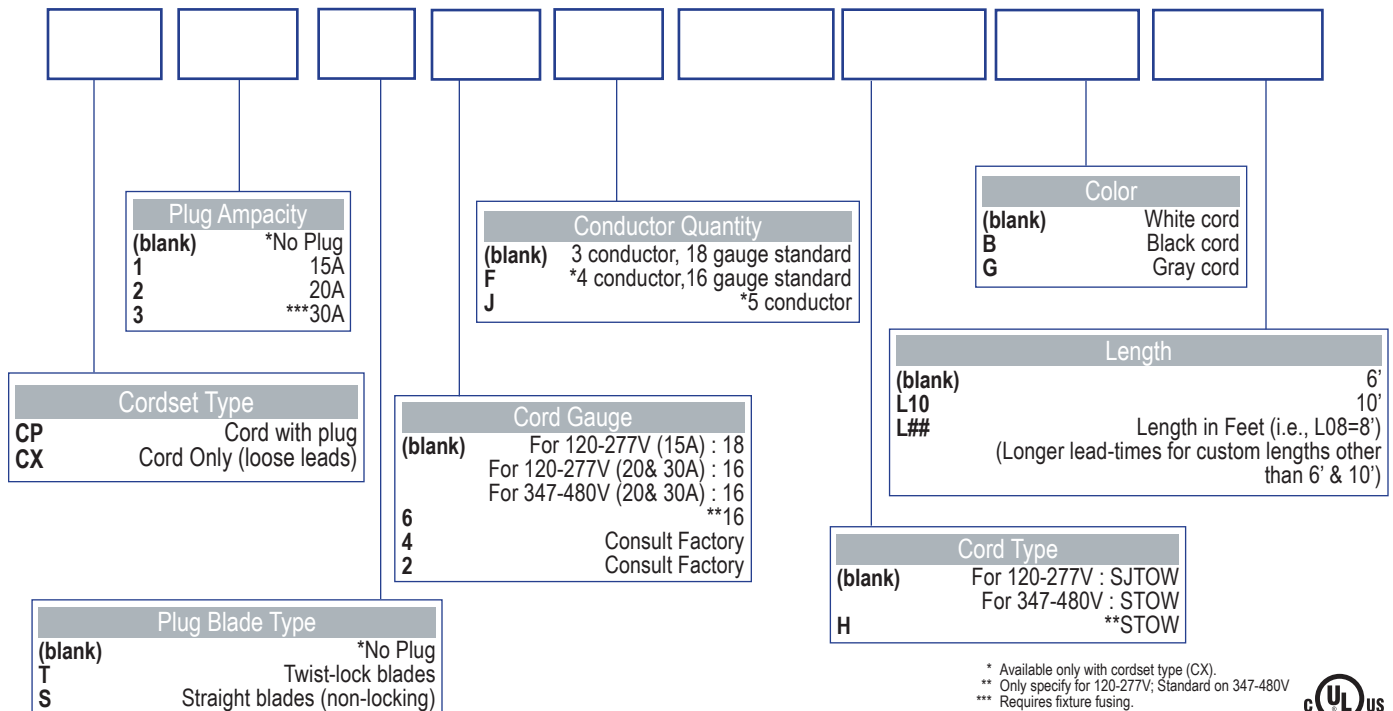 Plug Ampacity
(blank) *No Plug
1 15A
2 20A
3 ***30A
Conductor Quantity
(blank) 3 conductor, 18 gauge standard
F *4 conductor,16 gauge standard
J *5 conductor
Color
(blank) White cord
B Black cord
G Gray cord
Cordset Type
CP Cord with plug
CX Cord Only (loose leads)
Cord Gauge
(blank) For 120-277V (15A) : 18
For 120-277V (20& 30A) : 16
For 347-480V (20& 30A) : 16
6 **16
4 Consult Factory
2 Consult Factory
Length
(blank) 6’
L10 10’
L## Length in Feet (i.e., L08=8’)
(Longer lead-times for custom lengths other
than 6’ & 10’)
Plug Blade Type
(blank) *No Plug
T Twist-lock blades
S Straight blades (non-locking)
Cord Type
(blank) For 120-277V : SJTOW
For 347-480V : STOW
H **STOW
* Available only with cordset type (CX).
** Only specify for 120-277V; Standard on 347-480V
*** Requires fixture fusing.
c UL ® US